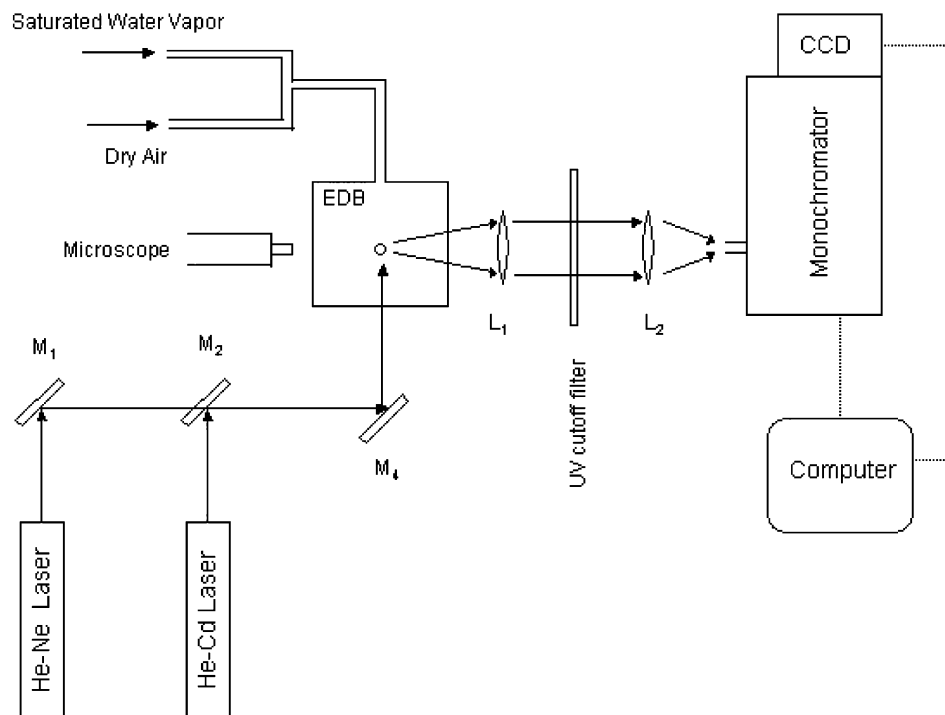 Saturated Water Vapor
CCD
Dry Air
EDB
Monochromator
Microscope
L1
L2
M1
M2
UV cutoff filter
M4
Computer
He-Ne Laser
He-Cd Laser